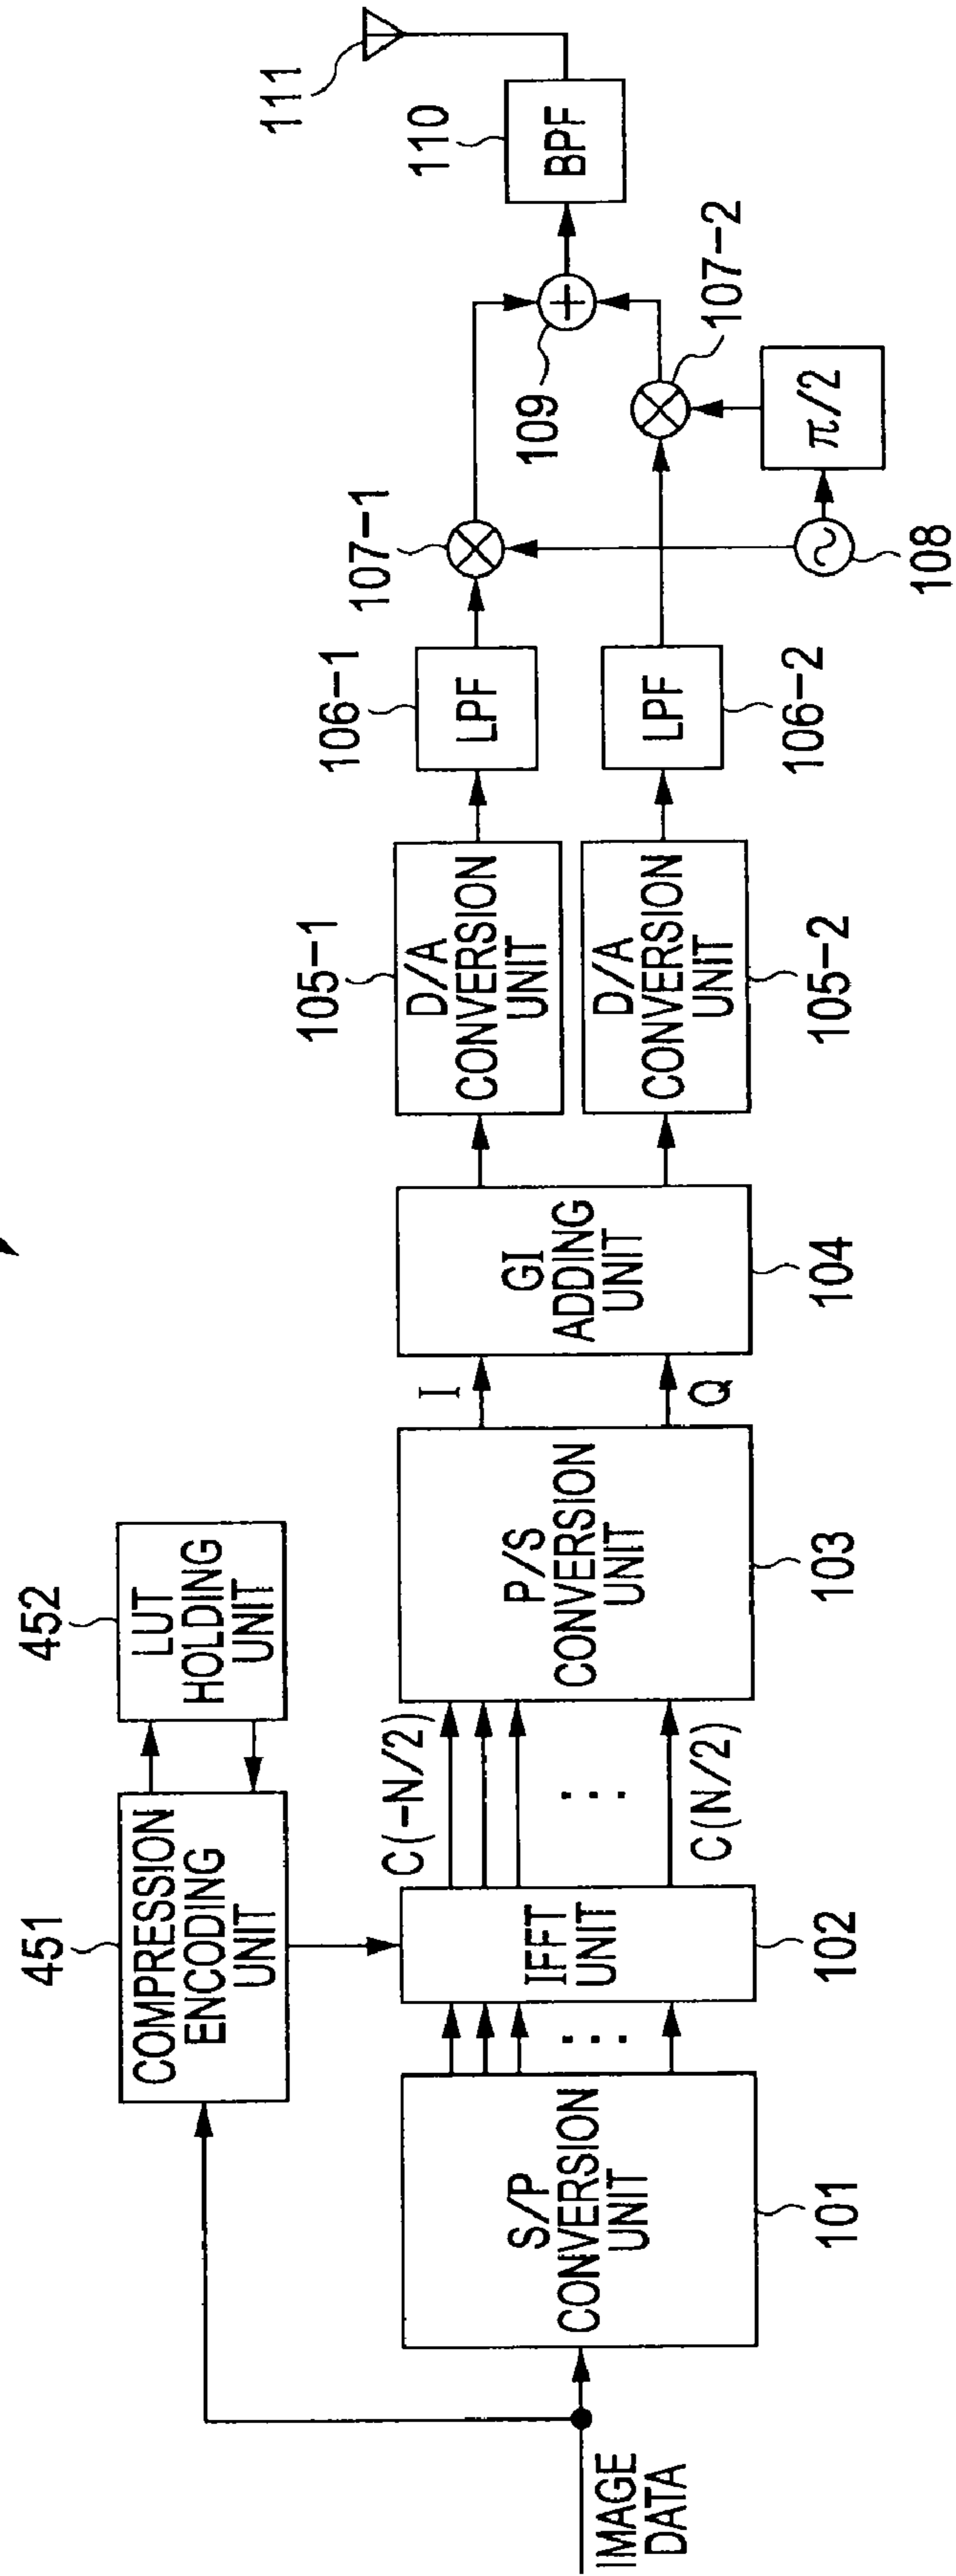 IMAGE
DATA
S/P
CONVERSION
UNIT
101
451
COMPRESSION
ENCODING
UNIT
452
LUT
HOLDING
UNIT
IFFT
UNIT
102
C(-N/2)
C(N/2)
P/S
CONVERSION
UNIT
103
I
Q
GI
ADDING
UNIT
104
105-1
D/A
CONVERSION
UNIT
D/A
CONVERSION
UNIT
105-2
106-1
LPF
LPF
106-2
107-1
107-2
π/2
108
109
110
BPF
111